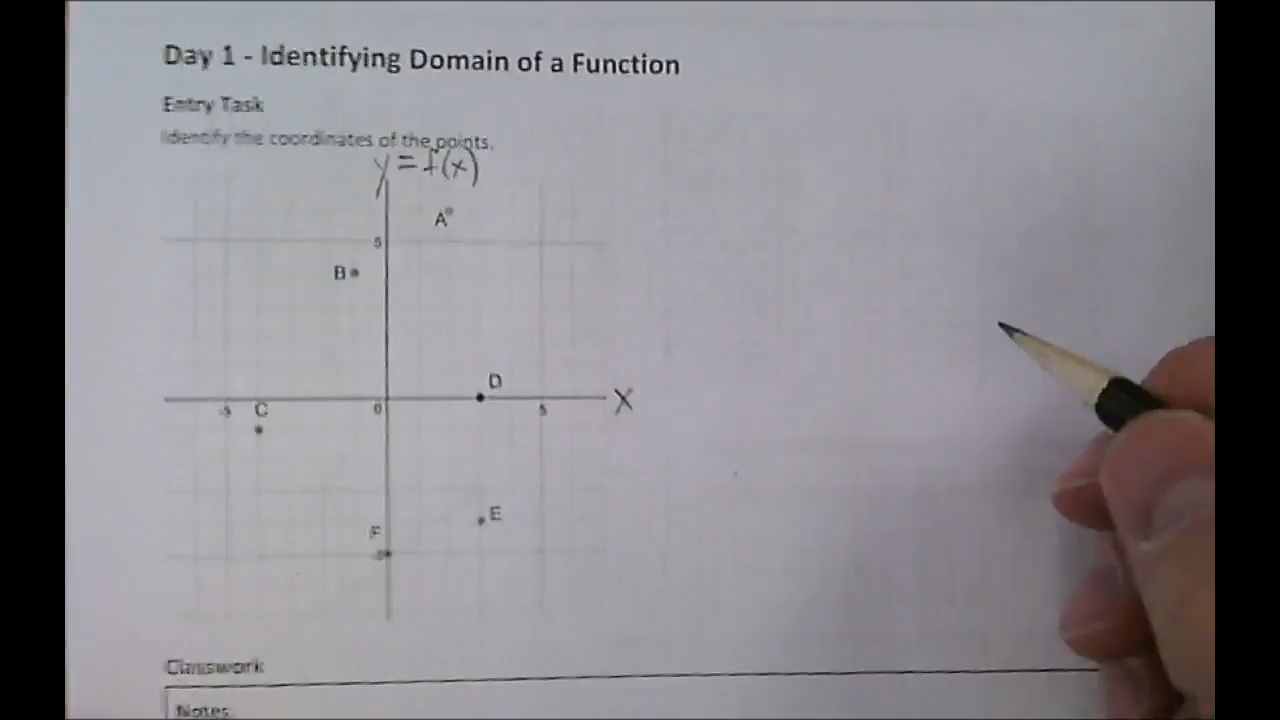 Day 1 - Identifying Domain of a Function
Entry Task
Identify the coordinates of the points.
y = f(x)
A
5
B
D
X
-5
C
0
5
E
F
-5
Classwork
Notes